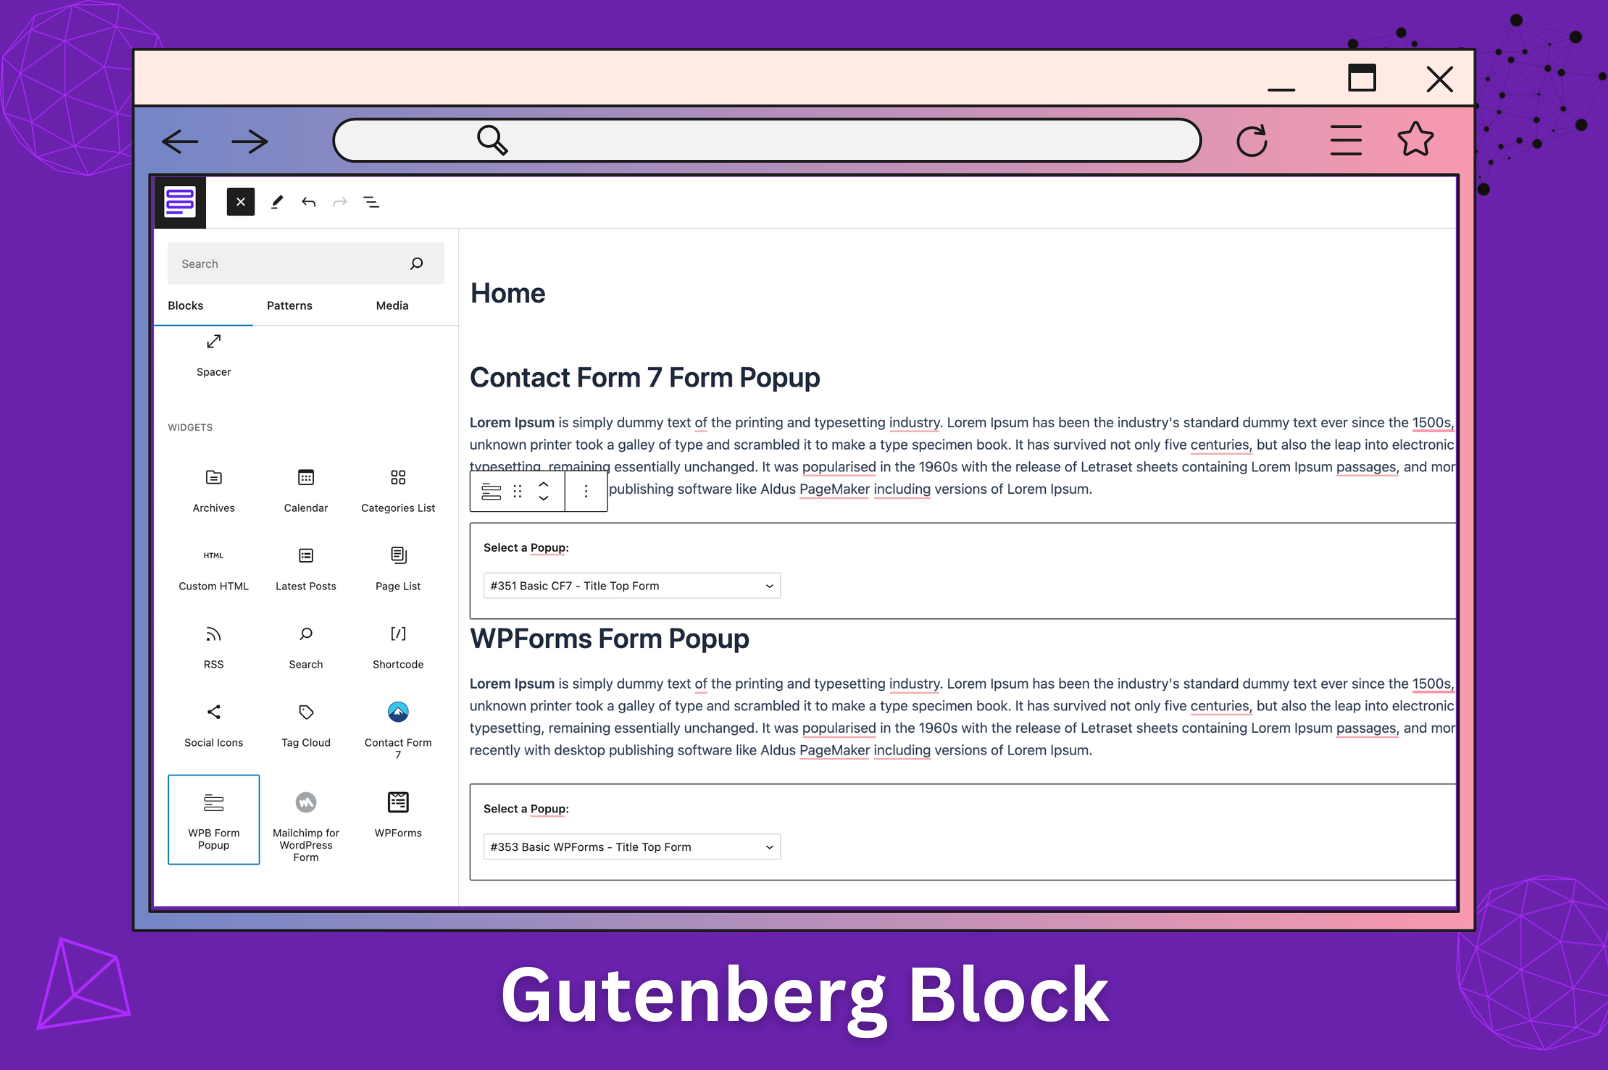 Search
Blocks Patterns Media
Spacer
WIDGETS
Archives Calendar Categories List
HTML
Custom HTML Latest Posts Page List
RSS Search Shortcode
[/]
Social Icons Tag Cloud Contact Form 7
WPB Form Popup Mailchimp for WordPress Form WPForms
Home
Contact Form 7 Form Popup
Lorem Ipsum is simply dummy text of the printing and typesetting industry. Lorem Ipsum has been the industry's standard dummy text ever since the 1500s,
unknown printer took a galley of type and scrambled it to make a type specimen book. It has survived not only five centuries, but also the leap into electronic
typesetting, remaining essentially unchanged. It was popularised in the 1960s with the release of Letraset sheets containing Lorem Ipsum passages, and mor
publishing software like Aldus PageMaker including versions of Lorem Ipsum.
Select a Popup:
#351 Basic CF7 - Title Top Form
WPForms Form Popup
Lorem Ipsum is simply dummy text of the printing and typesetting industry. Lorem Ipsum has been the industry's standard dummy text ever since the 1500s,
unknown printer took a galley of type and scrambled it to make a type specimen book. It has survived not only five centuries, but also the leap into electronic
typesetting, remaining essentially unchanged. It was popularised in the 1960s with the release of Letraset sheets containing Lorem Ipsum passages, and mor
recently with desktop publishing software like Aldus PageMaker including versions of Lorem Ipsum.
Select a Popup:
#353 Basic WPForms - Title Top Form
Gutenberg Block